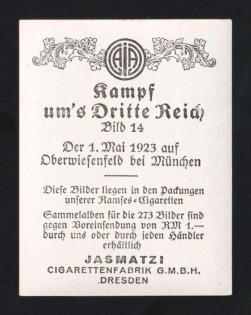 Kampf
um's Dritte Reich
Bild 14
Der 1. Mai 1923 auf
Oberwiesenfeld bei München
Diese Bilder liegen in den Packungen
unserer Ramses-Cigaretten
Sammelalben für die 273 Bilder sind
gegen Voreinsendung von RM 1.—
durch uns oder durch jeden Händler
erhältlich
JASMATZI
CIGARETTENFABRIK G.M.B.H.
DRESDEN